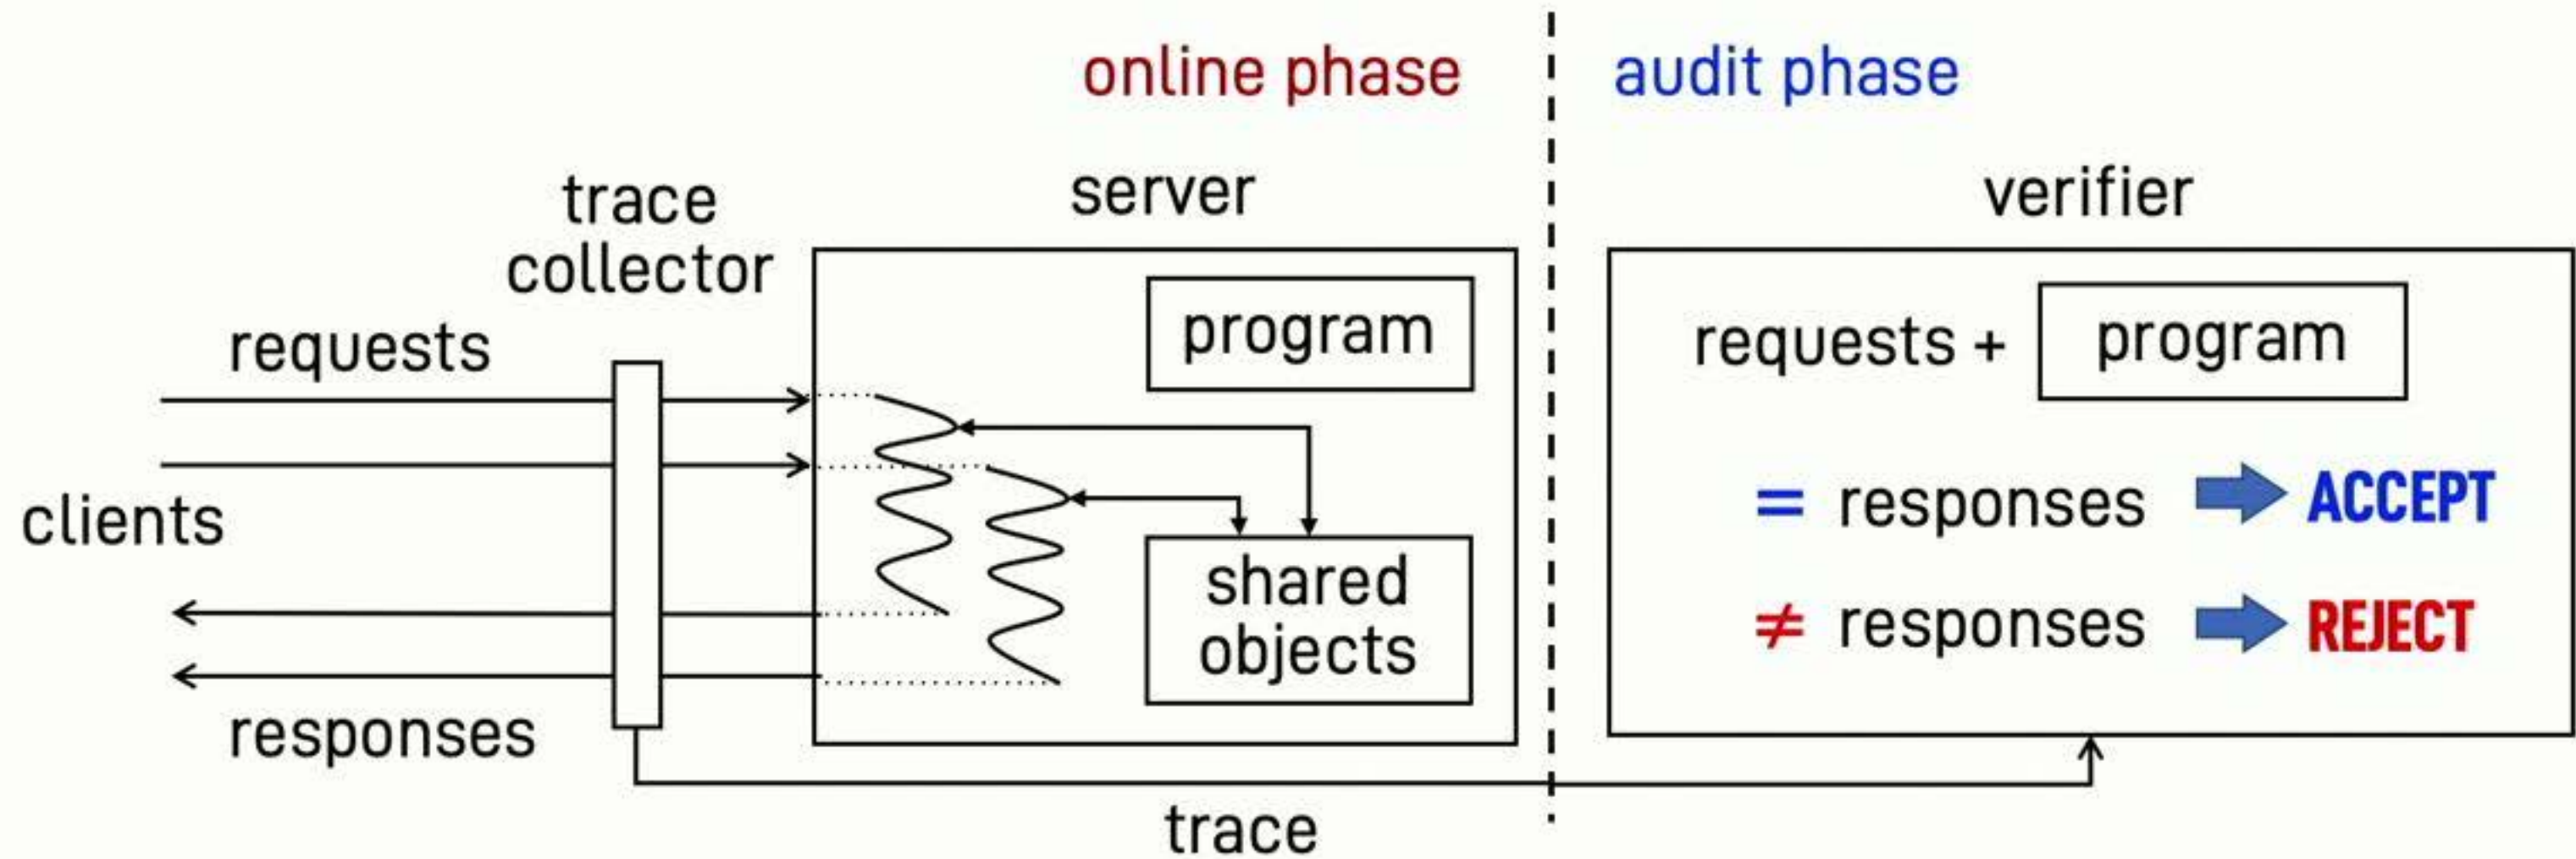 online phase
audit phase
trace
collector
server
verifier
requests
program
requests + program
clients
shared
objects
= responses ACCEPT
≠ responses REJECT
responses
trace